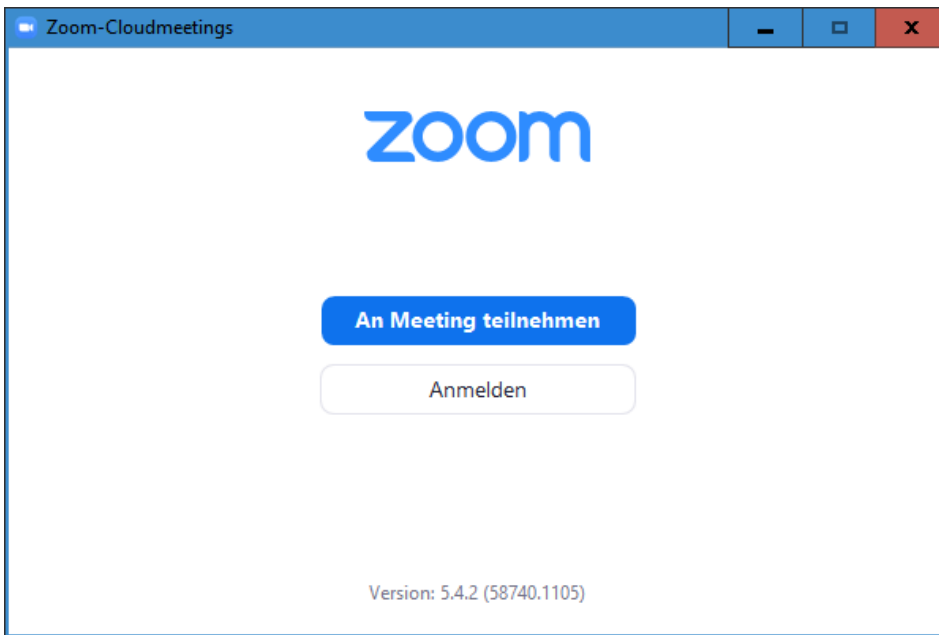 Zoom-Cloudmeetings
zoom
An Meeting teilnehmen
Anmelden
Version: 5.4.2 (58740.1105)